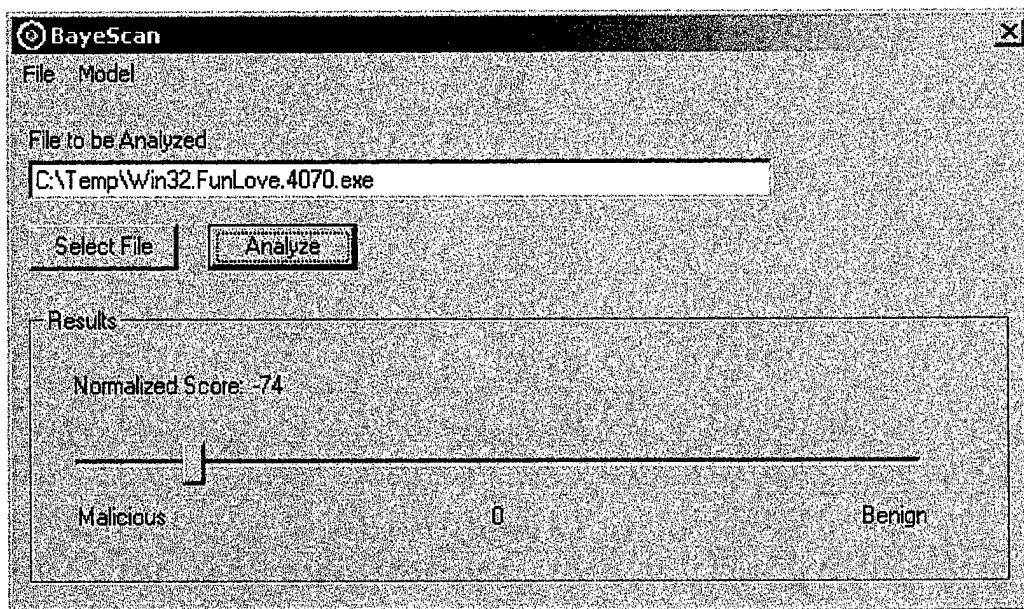 BayeScan
File Model
File to be Analyzed
C:\Temp\Win32.FunLove.4070.exe
Select File Analyze
Results
Normalized Score: -74
Malicious 0 Benign